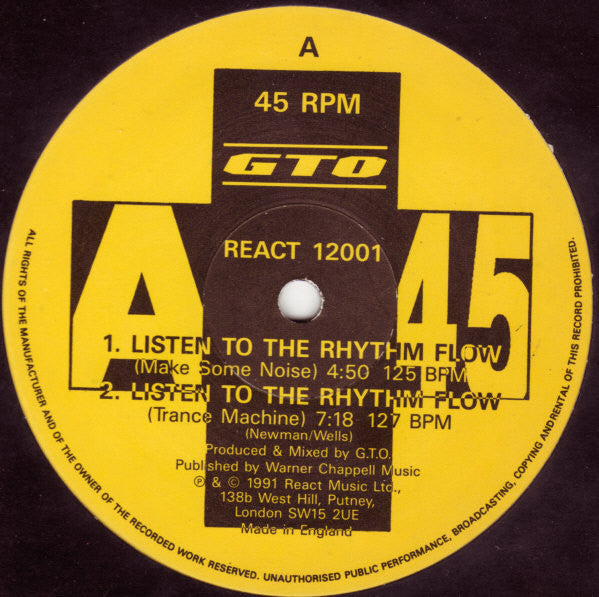 A
45 RPM
GTO
REACT 12001
A 45
1. LISTEN TO THE RHYTHM FLOW
(Make Some Noise) 4:50 125 BPM
2. LISTEN TO THE RHYTHM FLOW
(Trance Machine) 7:18 127 BPM
(Newman/Wells)
Produced & Mixed by G.T.O.
Published by Warner Chappell Music
℗ & © 1991 React Music Ltd.,
138b West Hill, Putney,
London SW15 2UE
Made in England
ALL RIGHTS OF THE MANUFACTURER AND OF THE OWNER OF THE RECORDED WORK RESERVED. UNAUTHORISED PUBLIC PERFORMANCE, BROADCASTING, COPYING ANDRENTAL OF THIS RECORD PROHIBITED.